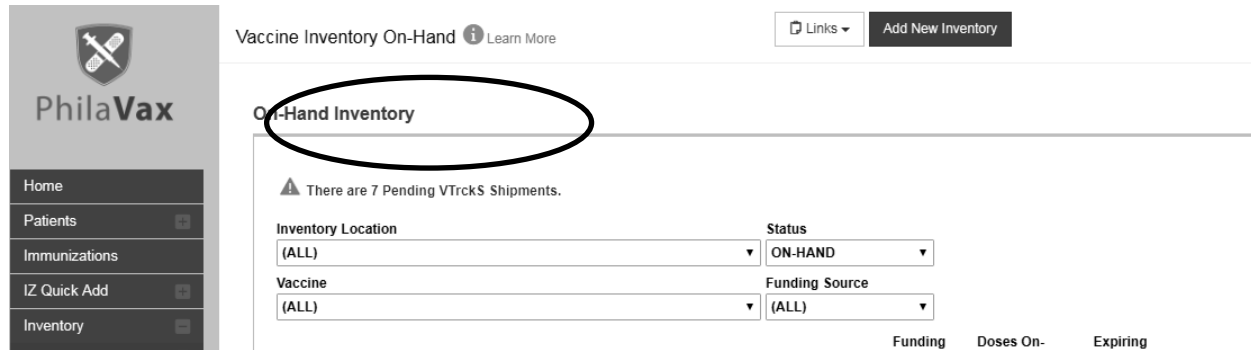 Vaccine Inventory On-Hand Learn More
Links
Add New Inventory
PhilaVax
Home
Patients
Immunizations
IZ Quick Add
Inventory
On-Hand Inventory
There are 7 Pending VTrckS Shipments.
Inventory Location
(ALL)
Status
ON-HAND
Vaccine
(ALL)
Funding Source
(ALL)
Funding
Doses On-
Expiring